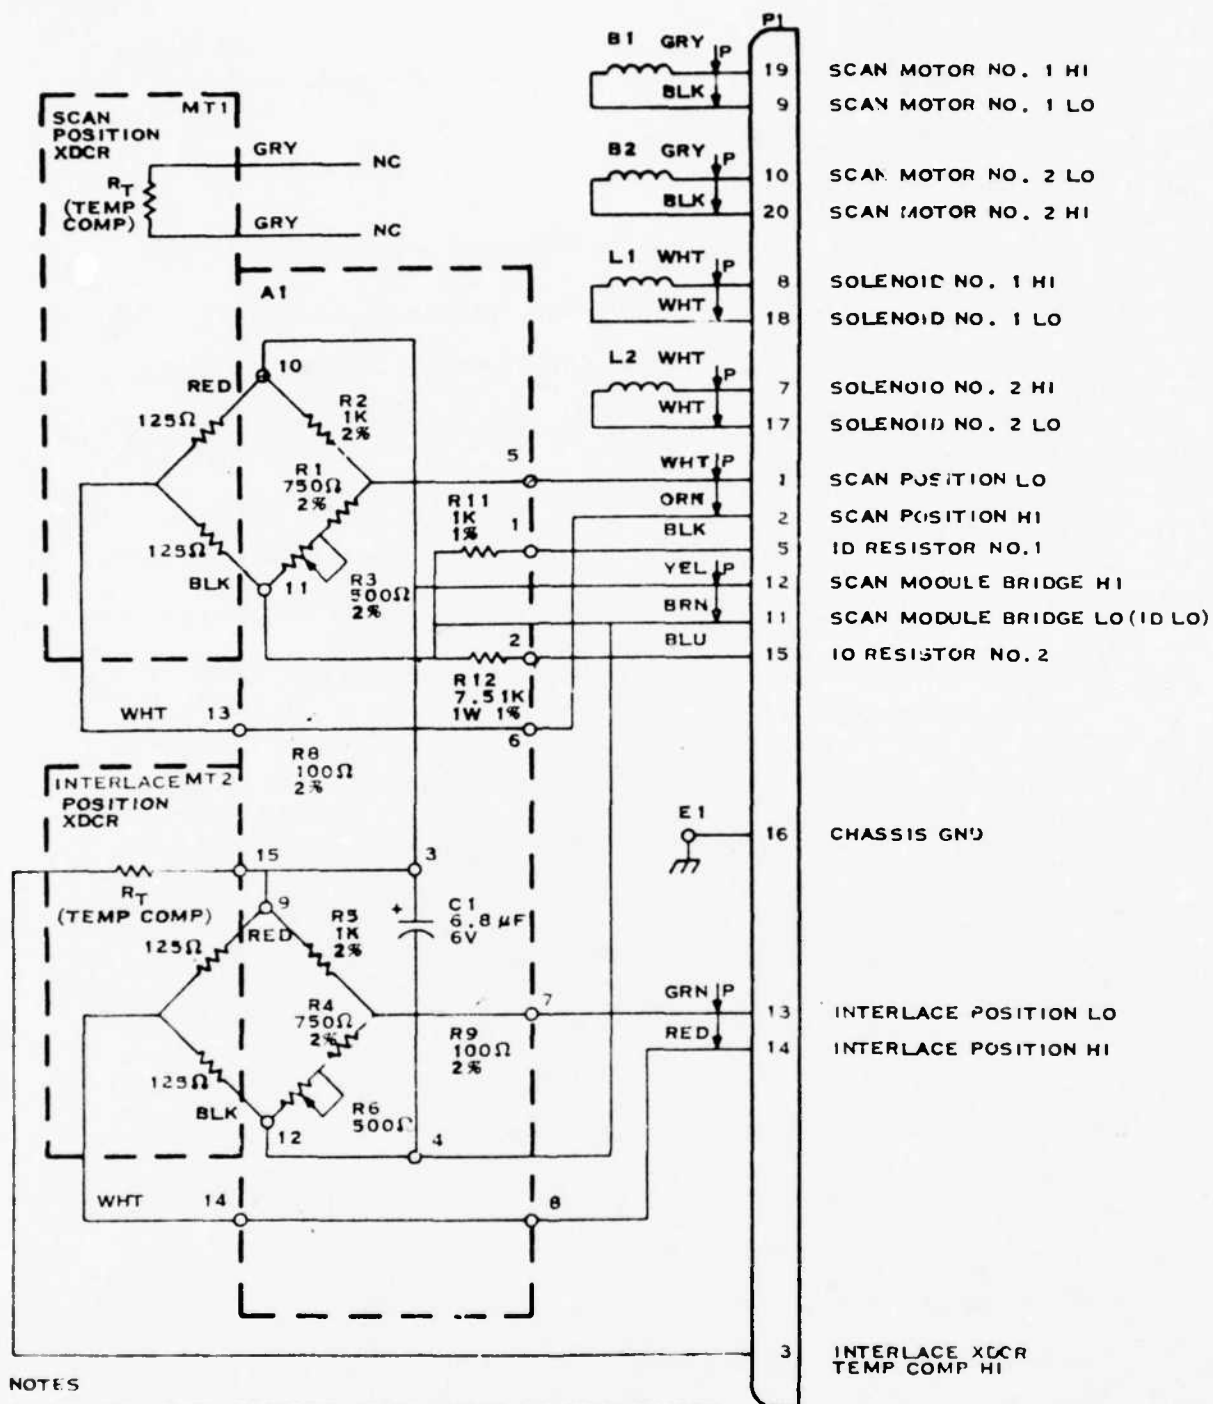 P1
B1 GRY P
BLK
19 SCAN MOTOR NO. 1 HI
9 SCAN MOTOR NO. 1 LO
B2 GRY P
BLK
10 SCAN MOTOR NO. 2 LO
20 SCAN MOTOR NO. 2 HI
L1 WHT P
WHT
8 SOLENOID NO. 1 HI
18 SOLENOID NO. 1 LO
L2 WHT P
WHT
7 SOLENOID NO. 2 HI
17 SOLENOID NO. 2 LO
WHT P
1 SCAN POSITION LO
ORN
2 SCAN POSITION HI
BLK
5 ID RESISTOR NO.1
YEL P
12 SCAN MODULE BRIDGE HI
BRN
11 SCAN MODULE BRIDGE LO (ID LO)
BLU
15 ID RESISTOR NO.2
E1
16 CHASSIS GND
GRN P
13 INTERLACE POSITION LO
RED
14 INTERLACE POSITION HI
3 INTERLACE XDCR
TEMP COMP HI
MT1
SCAN
POSITION
XDCR
RT
(TEMP
COMP)
GRY NC
GRY NC
A1
10
RED
125Ω
R2
1K
2%
R1
750Ω
2%
5
R11
1K
1%
1
125Ω
BLK
11
R3
500Ω
2%
2
R12
7.51K
1W 1%
WHT 13
6
R8
100Ω
2%
INTERLACE MT2
POSITION
XDCR
15
3
RT
(TEMP COMP)
9
RED
125Ω
R5
1K
2%
+
C1
6.8 µF
6V
R4
750Ω
2%
7
R9
100Ω
2%
125Ω
BLK
12
R6
500Ω
4
WHT 14
8
NOTES